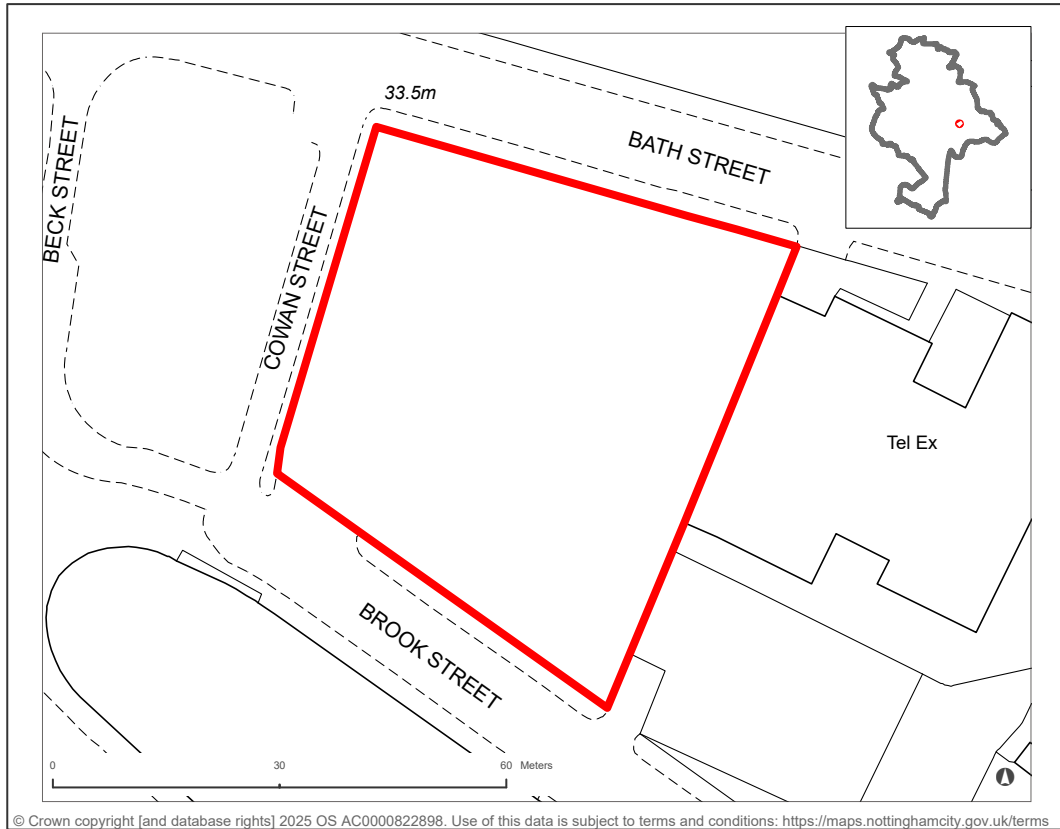 33.5m
BATH STREET
BECK STREET
COWAN STREET
Tel Ex
BROOK STREET
0 30 60 Meters
© Crown copyright [and database rights] 2025 OS AC0000822898. Use of this data is subject to terms and conditions: https://maps.nottinghamcity.gov.uk/terms